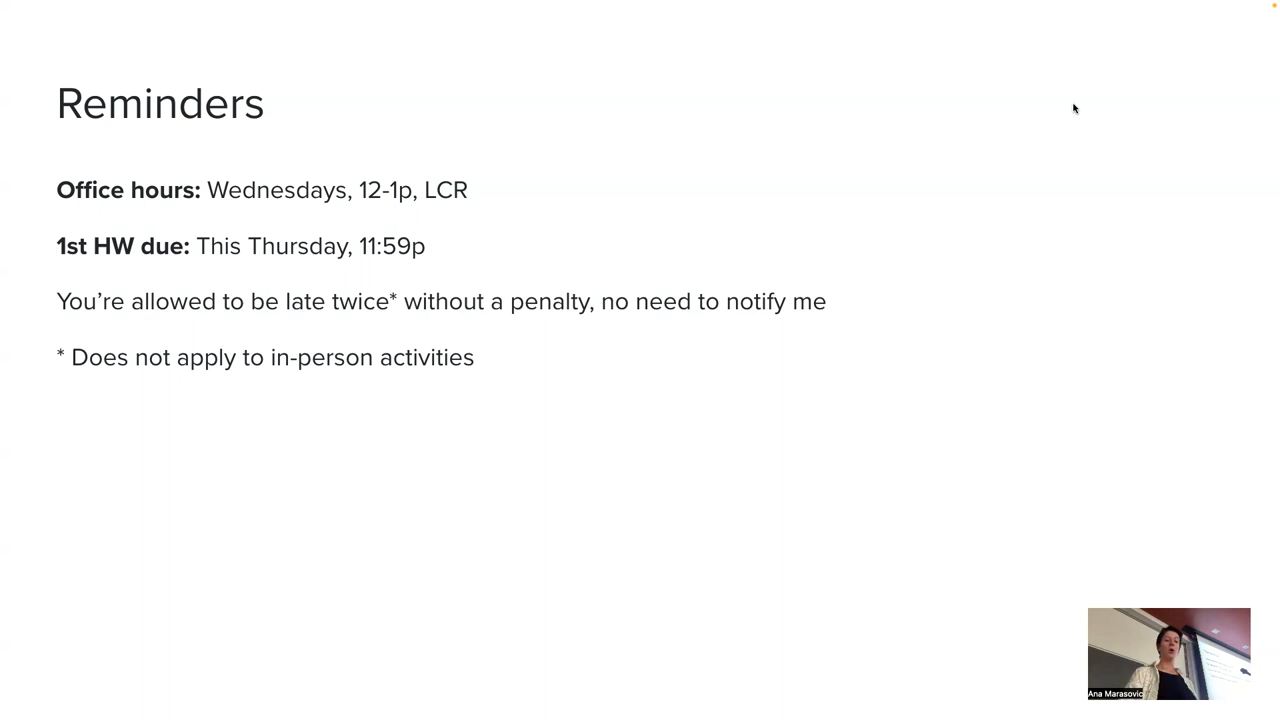 Reminders
Office hours: Wednesdays, 12-1p, LCR
1st HW due: This Thursday, 11:59p
You’re allowed to be late twice* without a penalty, no need to notify me
* Does not apply to in-person activities
Ana Marasovic